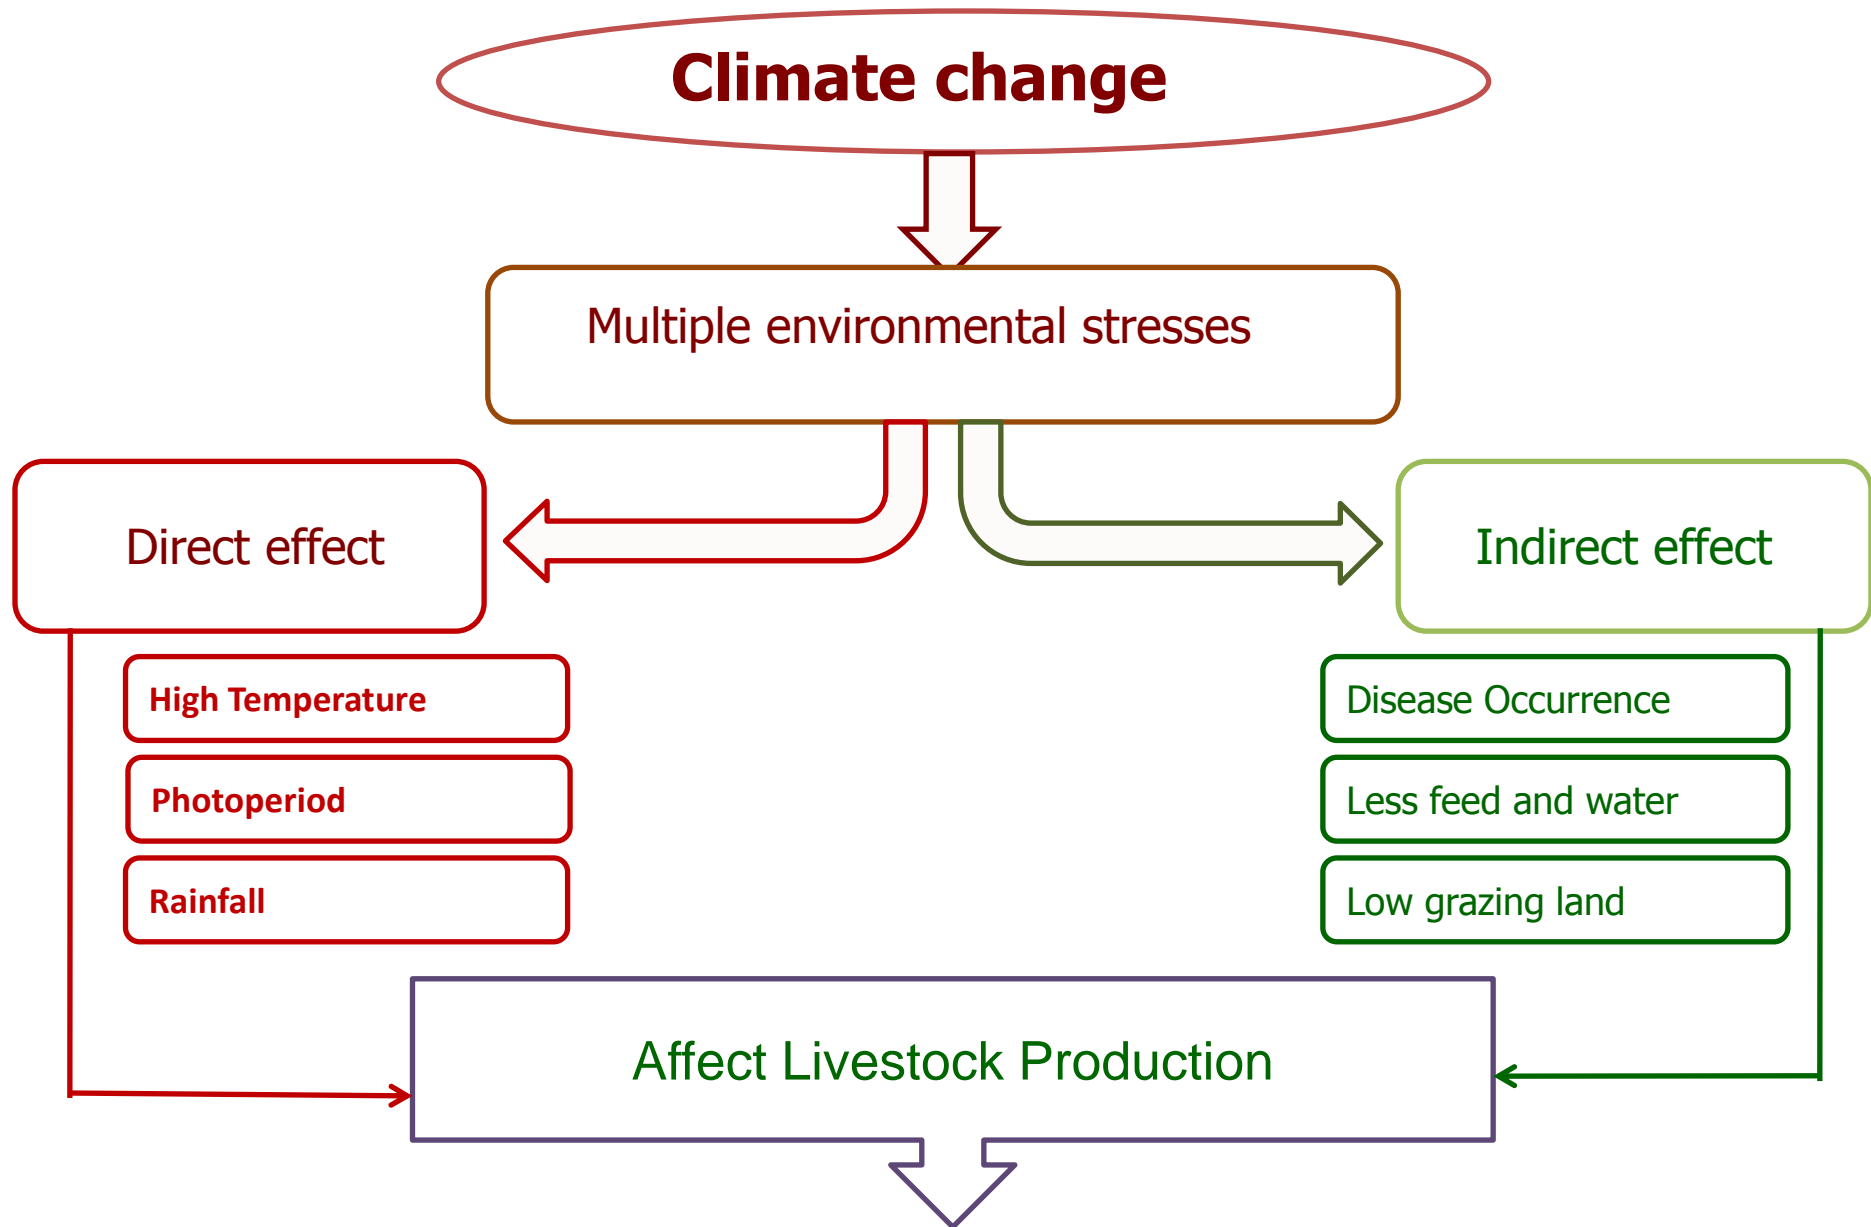 Climate change
Multiple environmental stresses
Direct effect
Indirect effect
High Temperature
Photoperiod
Rainfall
Disease Occurrence
Less feed and water
Low grazing land
Affect Livestock Production